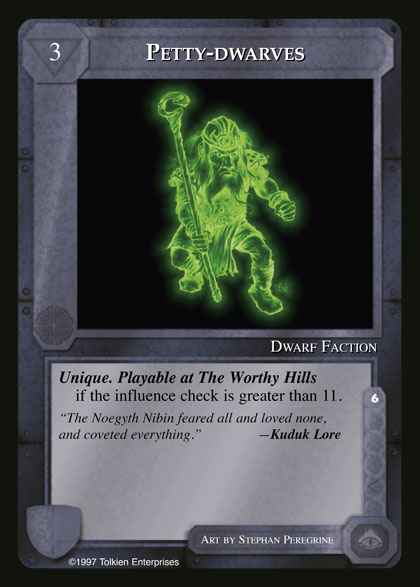 3
PETTY-DWARVES
DWARF FACTION
Unique. Playable at The Worthy Hills
if the influence check is greater than 11.
“The Noegyth Nibin feared all and loved none,
and coveted everything.” —Kuduk Lore
6
ART BY STEPHAN PEREGRINE
©1997 Tolkien Enterprises